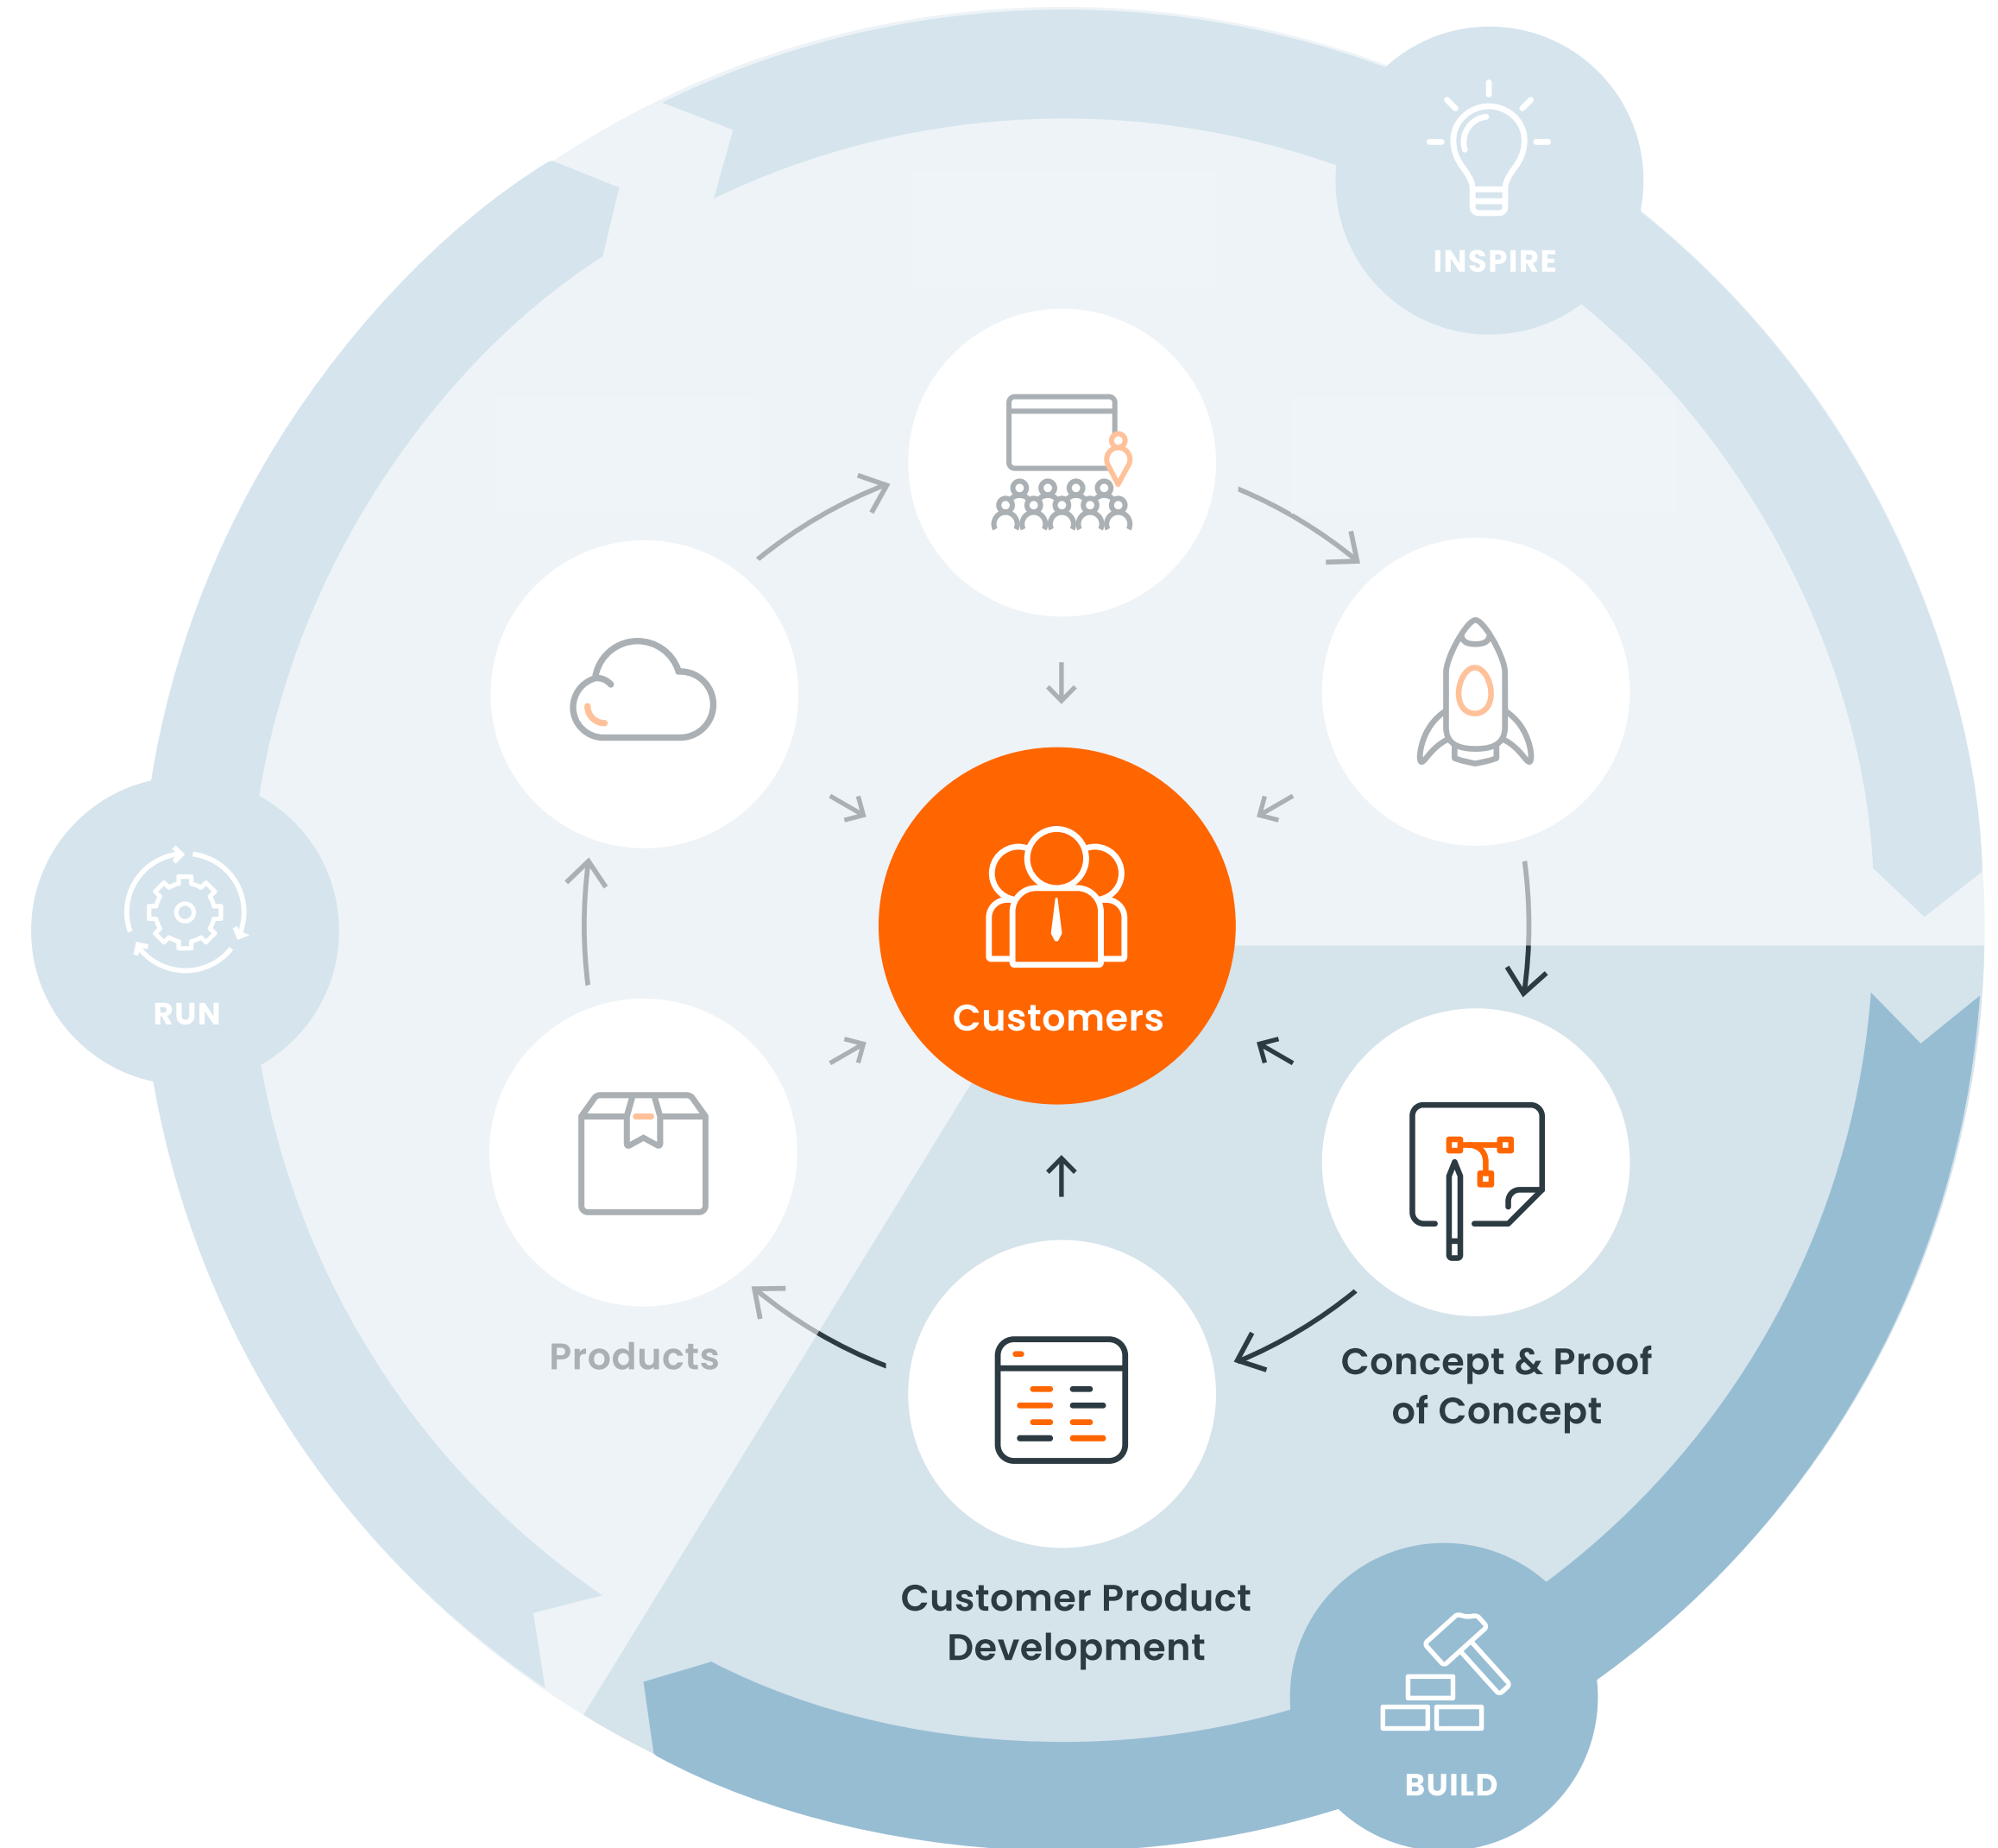 INSPIRE
RUN
Customers
Products
Concept & Proof
of Concept
Customer Product
Development
BUILD